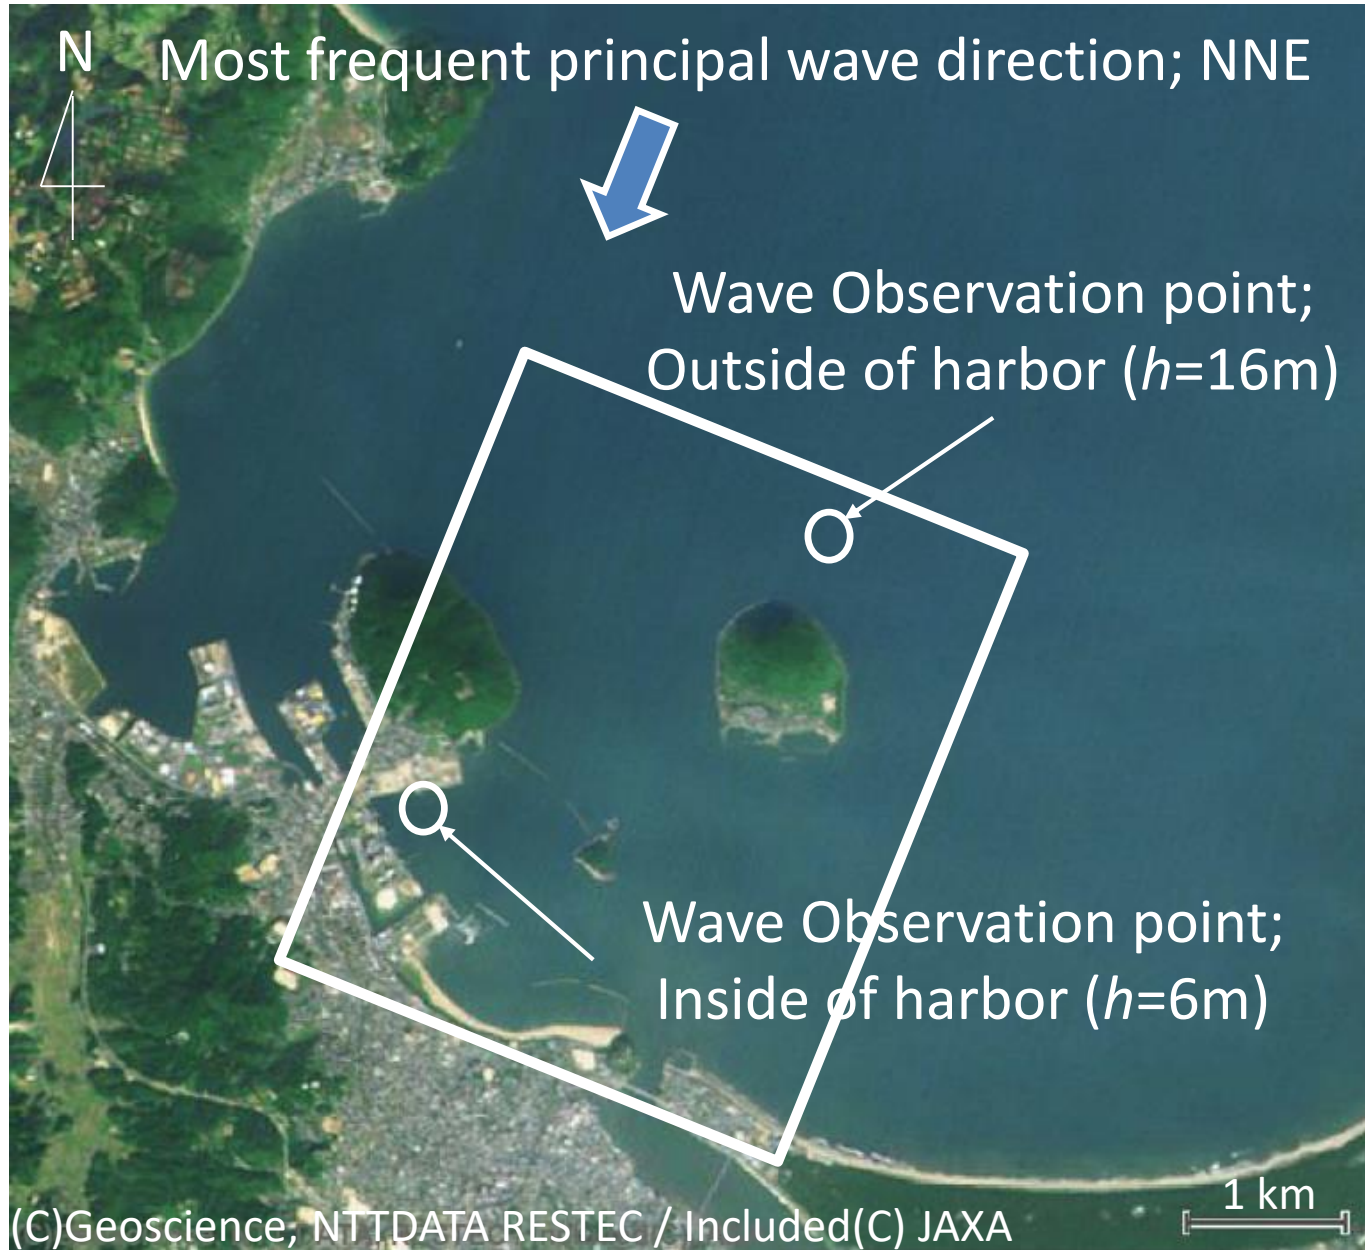 N
Most frequent principal wave direction; NNE
Wave Observation point;
Outside of harbor (h=16m)
Wave Observation point;
Inside of harbor (h=6m)
1 km
(C)Geoscience, NTTDATA RESTEC / Included(C) JAXA